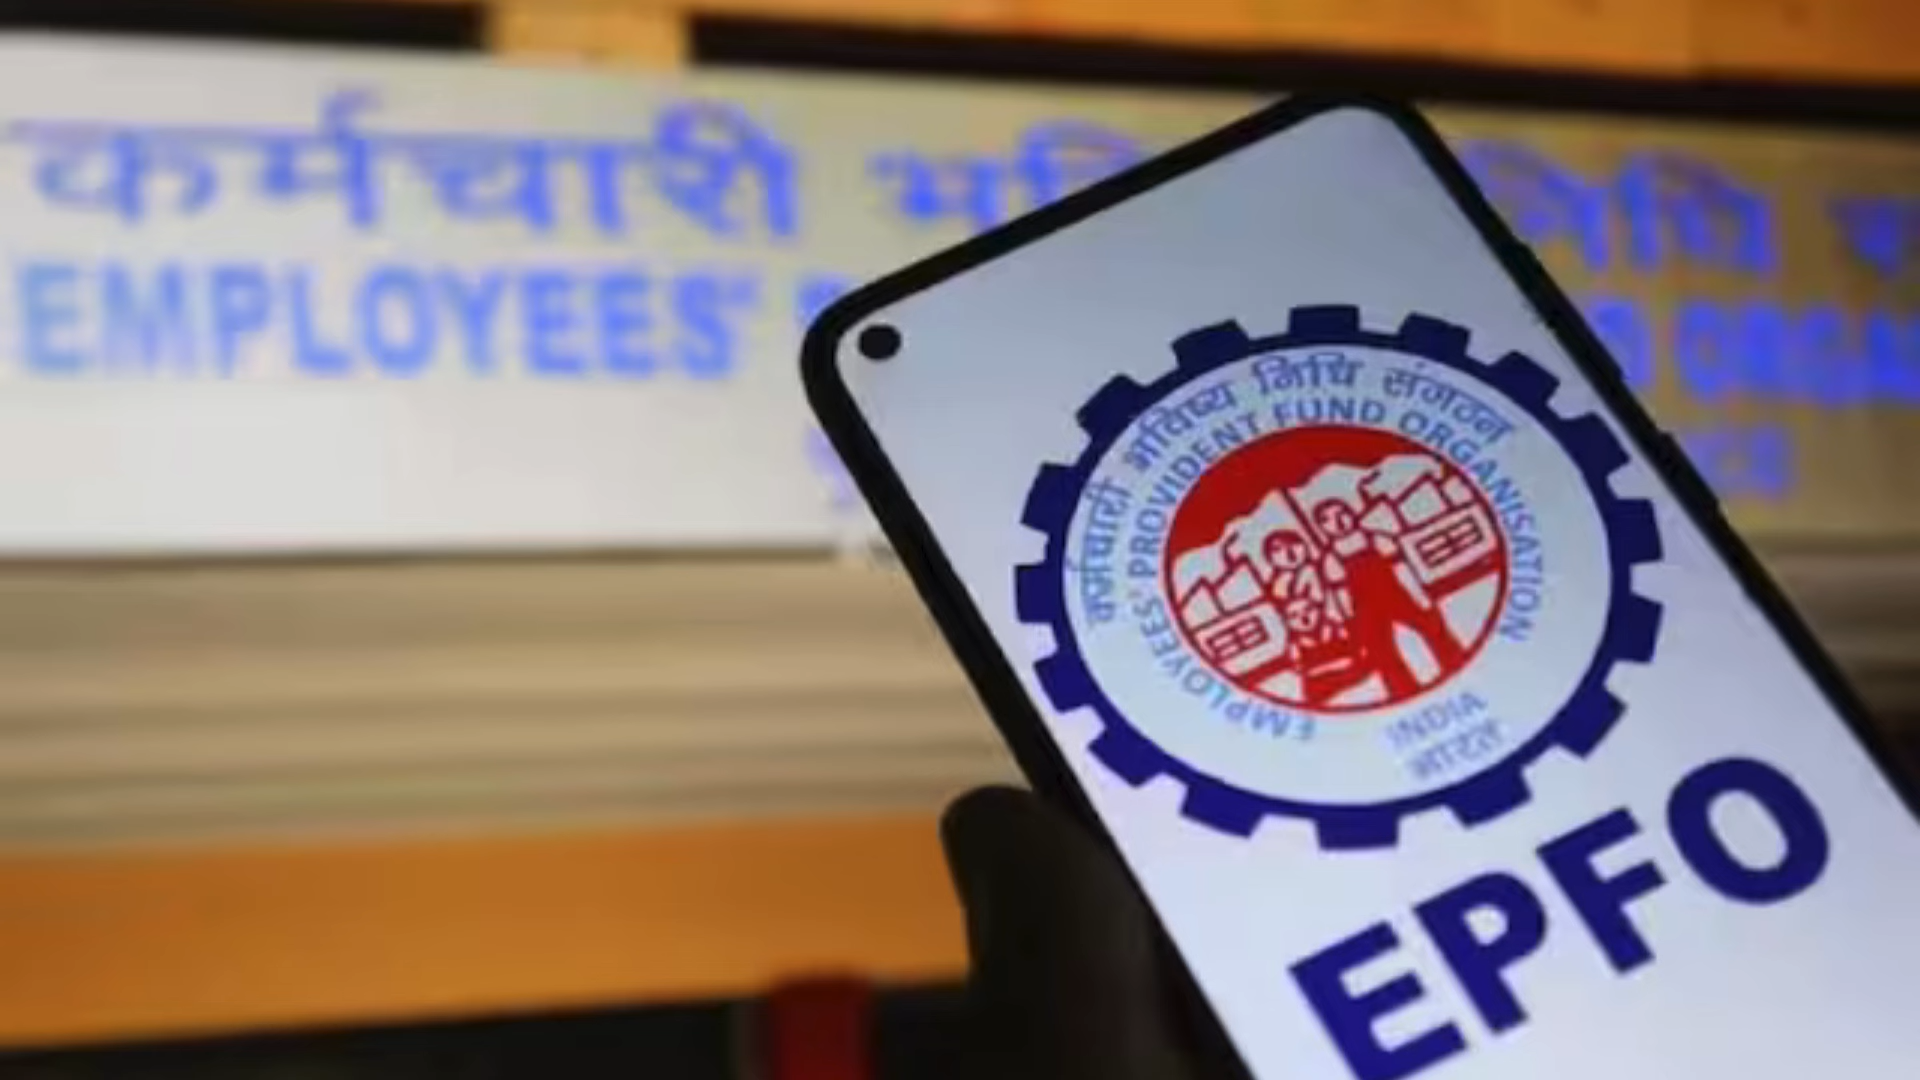 कर्मचारी
EMPLOYEES'
कर्मचारी भविष्य निधि संगठन
EMPLOYEES' PROVIDENT FUND ORGANISATION
INDIA
भारत
EPFO